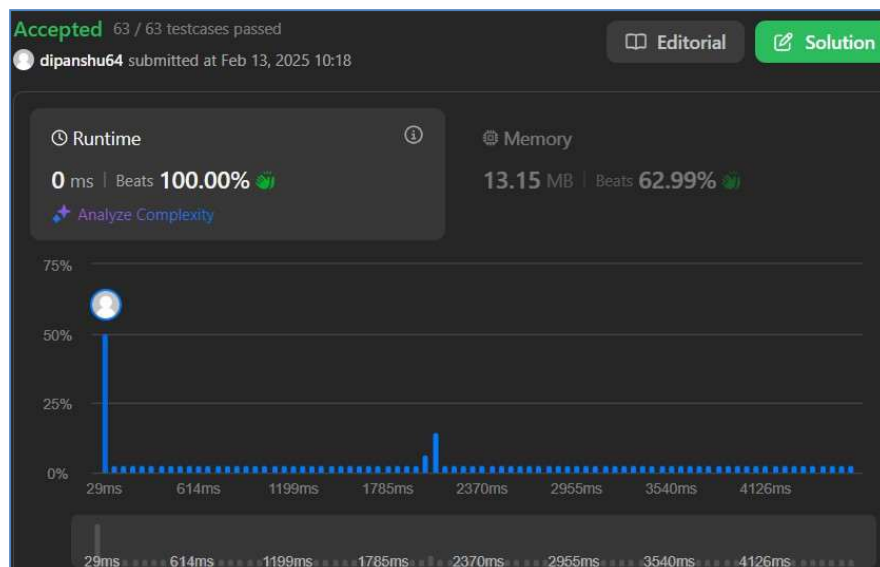 Accepted 63 / 63 testcases passed
Editorial
Solution
dipanshu64 submitted at Feb 13, 2025 10:18
Runtime
0 ms | Beats 100.00%
Analyze Complexity
Memory
13.15 MB | Beats 62.99%
75%
50%
25%
0%
29ms 614ms 1199ms 1785ms 2370ms 2955ms 3540ms 4126ms
29ms 614ms 1199ms 1785ms 2370ms 2955ms 3540ms 4126ms